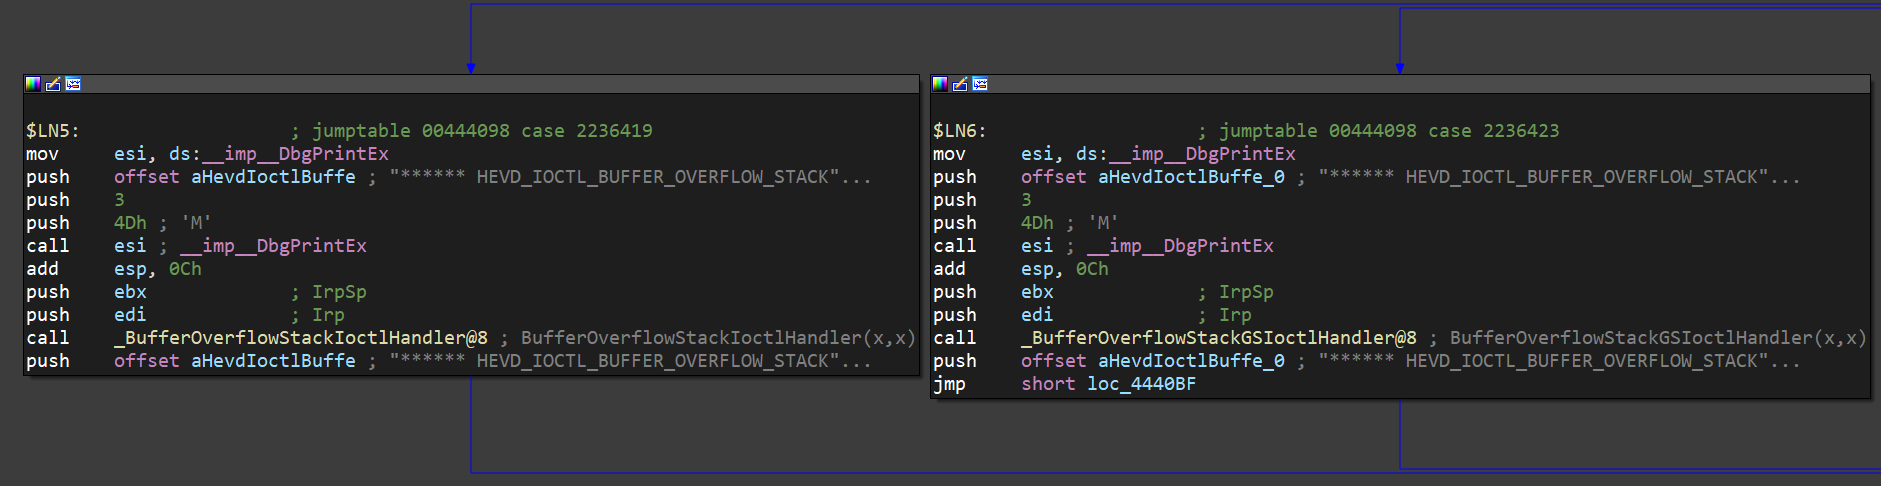 $LN5: ; jumptable 00444098 case 2236419
mov esi, ds:__imp__DbgPrintEx
push offset aHevdIoctlBuffe ; "****** HEVD_IOCTL_BUFFER_OVERFLOW_STACK"...
push 3
push 4Dh ; 'M'
call esi ; __imp__DbgPrintEx
add esp, 0Ch
push ebx ; IrpSp
push edi ; Irp
call _BufferOverflowStackIoctlHandler@8 ; BufferOverflowStackIoctlHandler(x,x)
push offset aHevdIoctlBuffe ; "****** HEVD_IOCTL_BUFFER_OVERFLOW_STACK"...
$LN6: ; jumptable 00444098 case 2236423
mov esi, ds:__imp__DbgPrintEx
push offset aHevdIoctlBuffe_0 ; "****** HEVD_IOCTL_BUFFER_OVERFLOW_STACK"...
push 3
push 4Dh ; 'M'
call esi ; __imp__DbgPrintEx
add esp, 0Ch
push ebx ; IrpSp
push edi ; Irp
call _BufferOverflowStackGSIoctlHandler@8 ; BufferOverflowStackGSIoctlHandler(x,x)
push offset aHevdIoctlBuffe_0 ; "****** HEVD_IOCTL_BUFFER_OVERFLOW_STACK"...
jmp short loc_4440BF